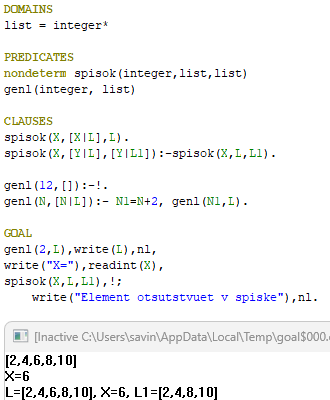 DOMAINS
list = integer*
PREDICATES
nondeterm spisok(integer,list,list)
genl(integer, list)
CLAUSES
spisok(X,[X|L],L).
spisok(X,[Y|L],[Y|L1]):-spisok(X,L,L1).
genl(12,[]):-!.
genl(N,[N|L]):- N1=N+2, genl(N1,L).
GOAL
genl(2,L),write(L),nl,
write("X="),readint(X),
spisok(X,L,L1),!;
write("Element otsutstvuet v spiske"),nl.
[Inactive C:\Users\savin\AppData\Local\Temp\goal$000.
[2,4,6,8,10]
X=6
L=[2,4,6,8,10], X=6, L1=[2,4,8,10]